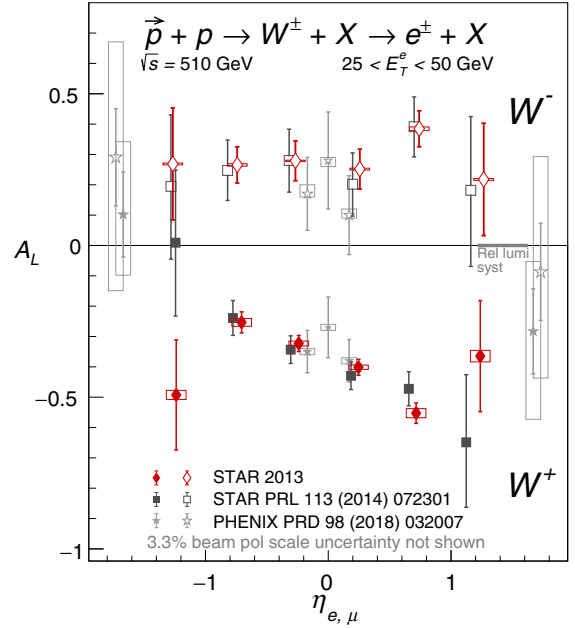 p⃗ + p → W± + X → e± + X
√s = 510 GeV 25 < E_T^e < 50 GeV
W⁻
0.5
A_L 0
Rel lumi
syst
−0.5
STAR 2013
W⁺
STAR PRL 113 (2014) 072301
PHENIX PRD 98 (2018) 032007
3.3% beam pol scale uncertainty not shown
−1
−1 0 1
η_e, μ